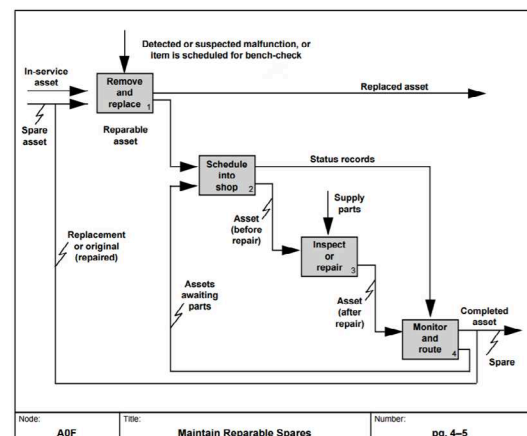 Detected or suspected malfunction, or
item is scheduled for bench-check
In-service
asset
Remove
and
replace
1
Replaced asset
Spare
asset
Reparable
asset
Schedule
into
shop
2
Status records
Supply
parts
Asset
(before
repair)
Replacement
or original
(repaired)
Inspect
or
repair
3
Assets
awaiting
parts
Asset
(after
repair)
Completed
asset
Monitor
and
route
4
Spare
Node:
A0F
Title:
Maintain Reparable Spares
Number:
pg. 4–5